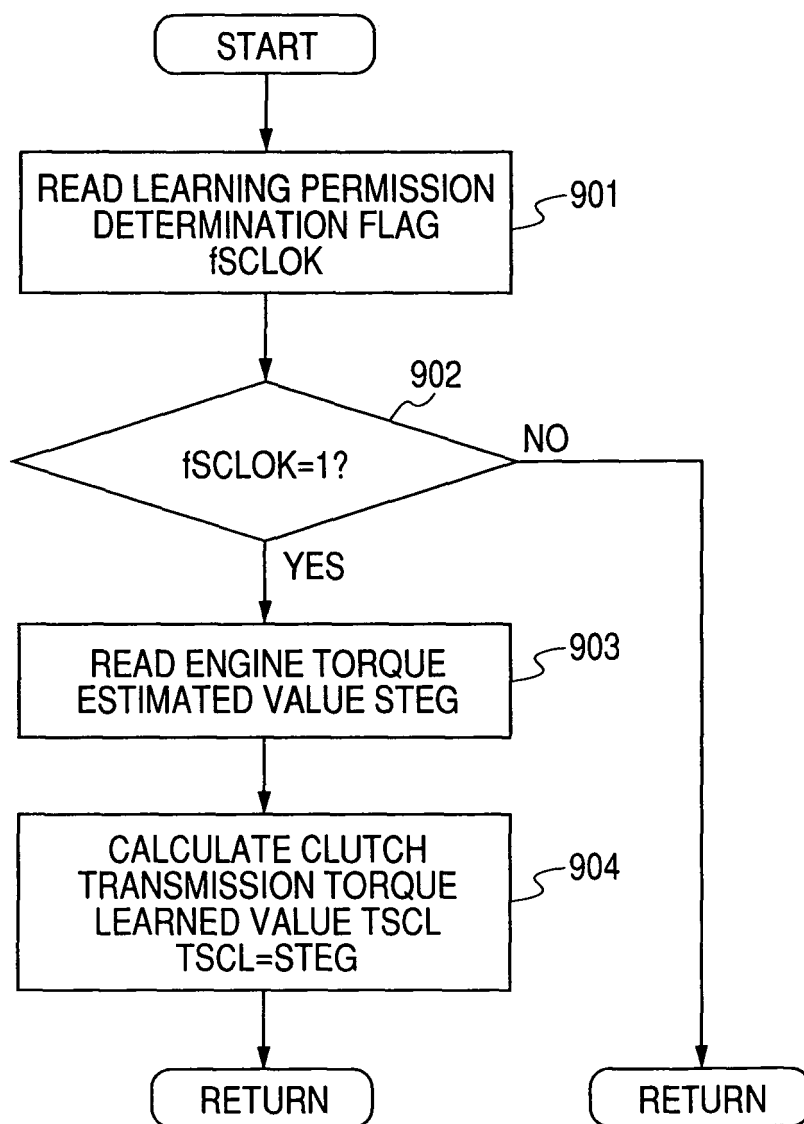 START
READ LEARNING PERMISSION
DETERMINATION FLAG
fSCLOK
901
902
fSCLOK=1?
NO
YES
READ ENGINE TORQUE
ESTIMATED VALUE STEG
903
CALCULATE CLUTCH
TRANSMISSION TORQUE
LEARNED VALUE TSCL
TSCL=STEG
904
RETURN
RETURN